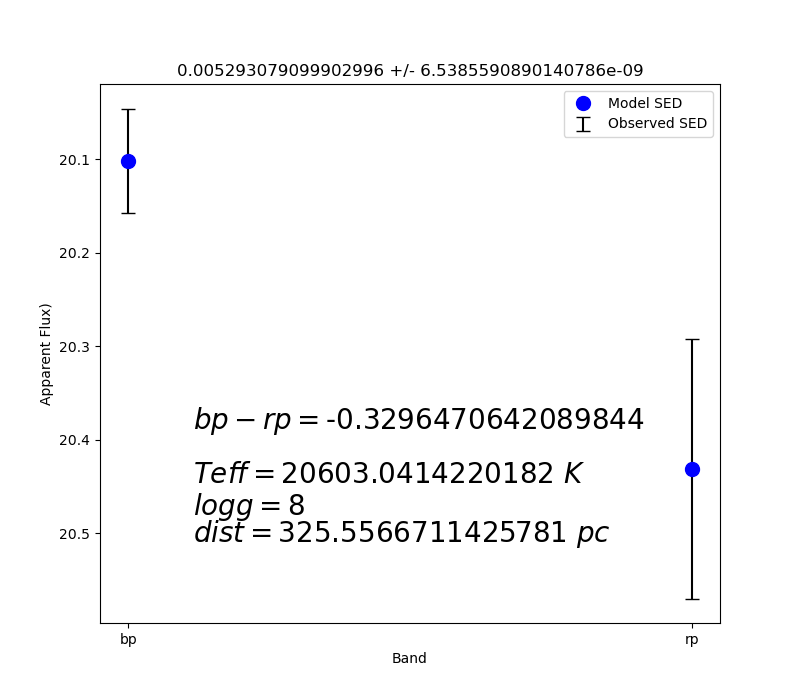 0.005293079099902996 +/- 6.5385590890140786e-09
Model SED
Observed SED
20.1
20.2
20.3
20.4
20.5
Apparent Flux)
bp − rp = -0.3296470642089844
Teff = 20603.0414220182 K
logg = 8
dist = 325.5566711425781 pc
bp
rp
Band